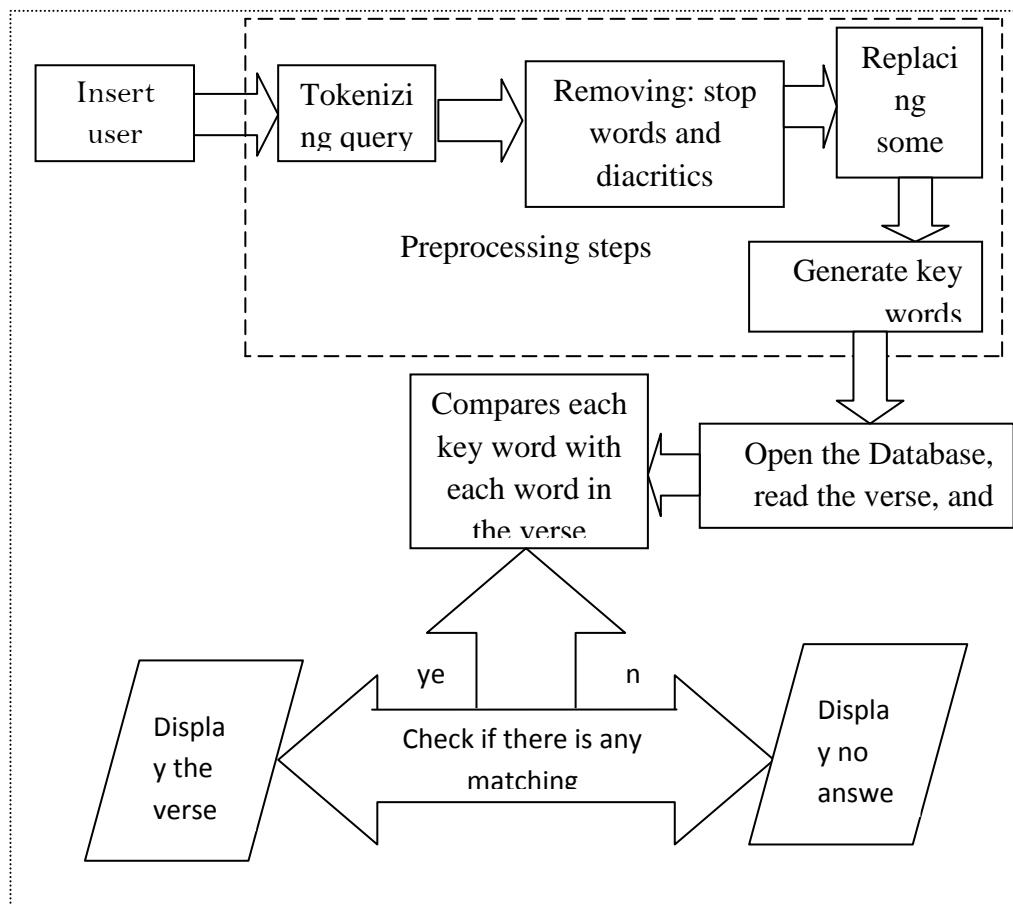 Insert
user
Tokenizi
ng query
Removing: stop
words and
diacritics
Replaci
ng
some
Preprocessing steps
Generate key
words
Open the Database,
read the verse, and
Compares each
key word with
each word in
the verse
ye
n
Check if there is any
matching
Displa
y the
verse
Displa
y no
answe